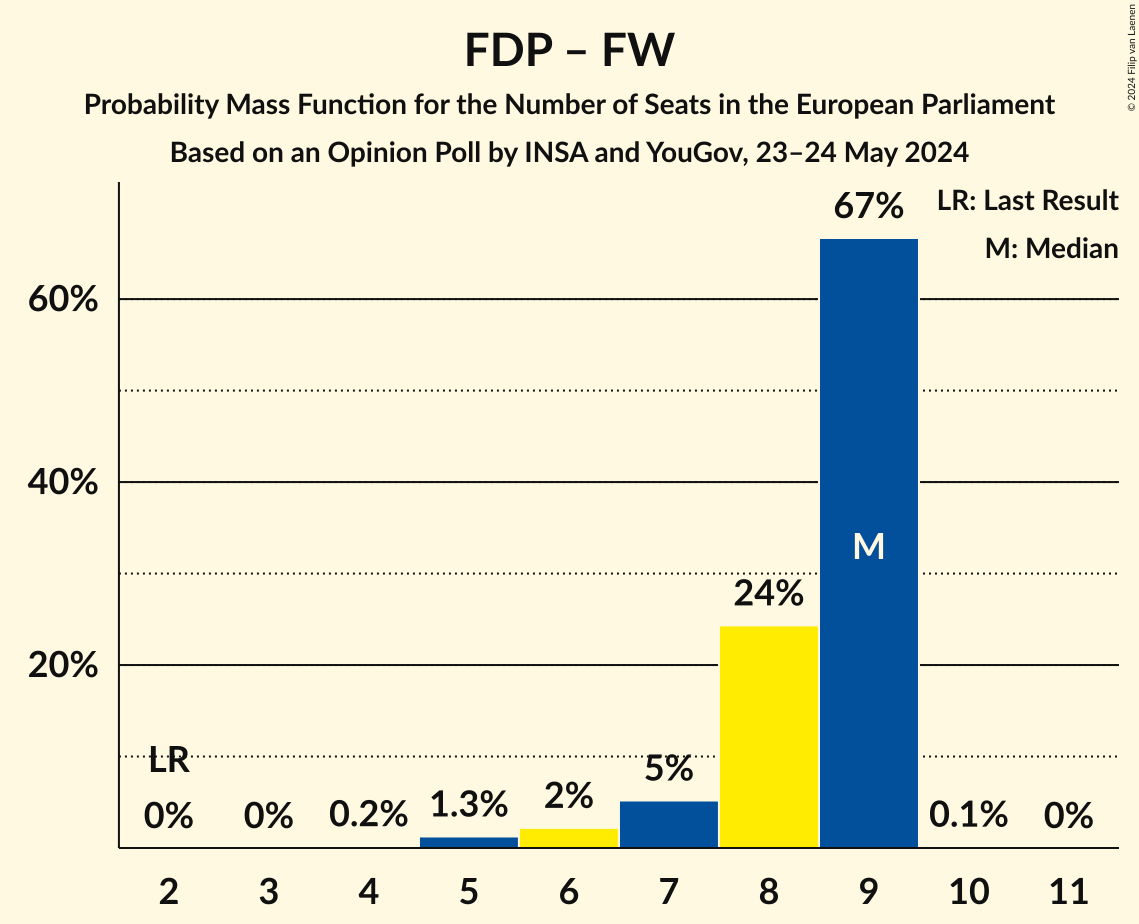 FDP – FW
Probability Mass Function for the Number of Seats in the European Parliament
Based on an Opinion Poll by INSA and YouGov, 23–24 May 2024
© 2024 Filip van Laenen
LR: Last Result
M: Median
67%
60%
40%
M
24%
20%
LR
5%
2%
1.3%
0%
0%
0.2%
0.1%
0%
2 3 4 5 6 7 8 9 10 11